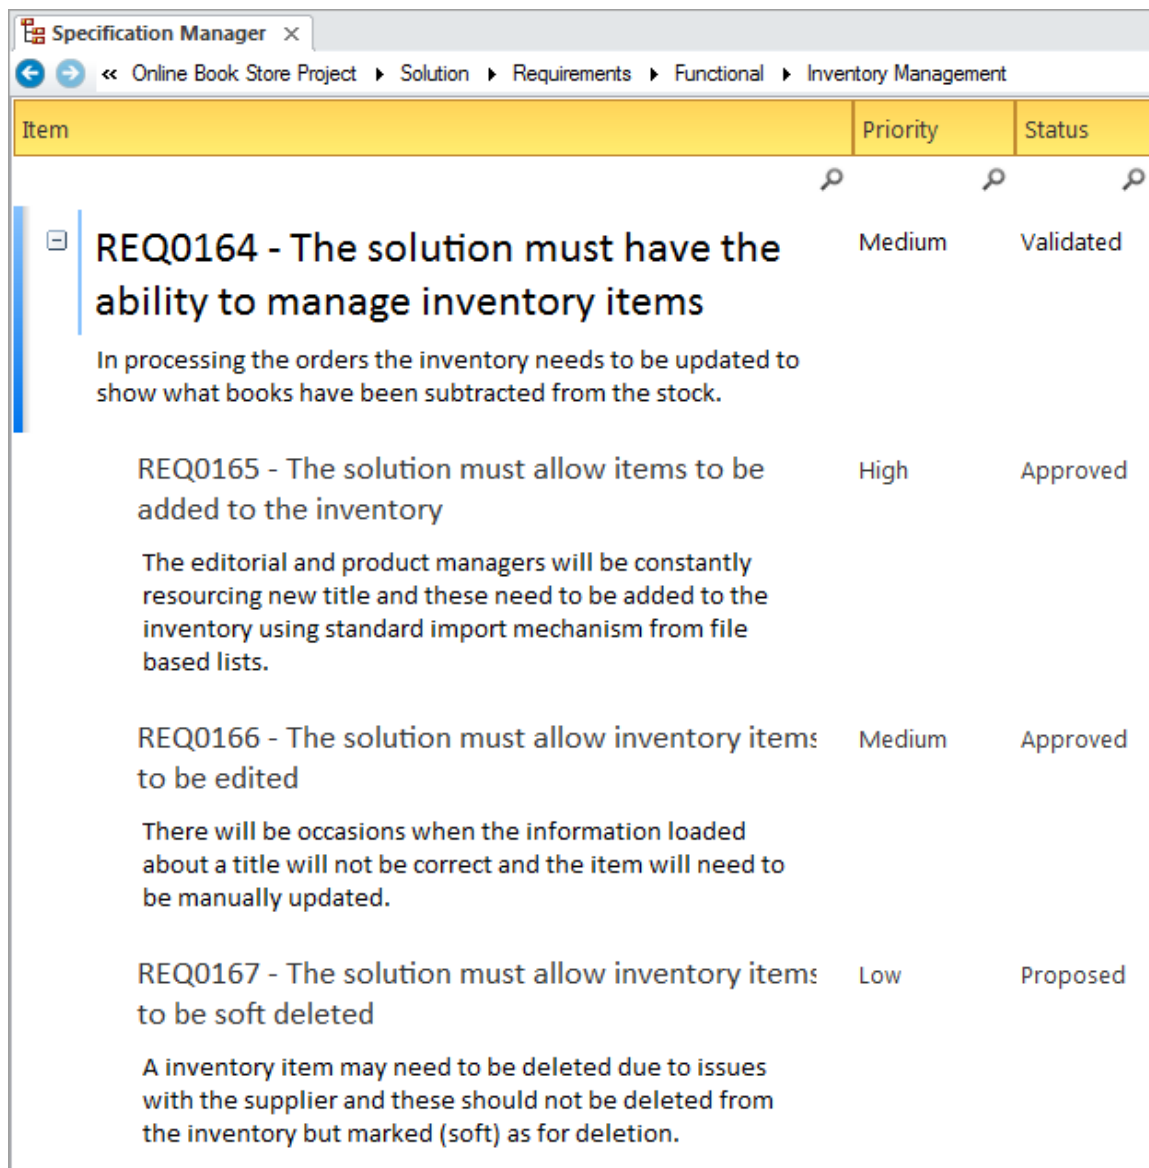 Specification Manager
Online Book Store Project Solution Requirements Functional Inventory Management
Item Priority Status
REQ0164 - The solution must have the Medium Validated
ability to manage inventory items
In processing the orders the inventory needs to be updated to
show what books have been subtracted from the stock.
REQ0165 - The solution must allow items to be High Approved
added to the inventory
The editorial and product managers will be constantly
resourcing new title and these need to be added to the
inventory using standard import mechanism from file
based lists.
REQ0166 - The solution must allow inventory items Medium Approved
to be edited
There will be occasions when the information loaded
about a title will not be correct and the item will need to
be manually updated.
REQ0167 - The solution must allow inventory items Low Proposed
to be soft deleted
A inventory item may need to be deleted due to issues
with the supplier and these should not be deleted from
the inventory but marked (soft) as for deletion.